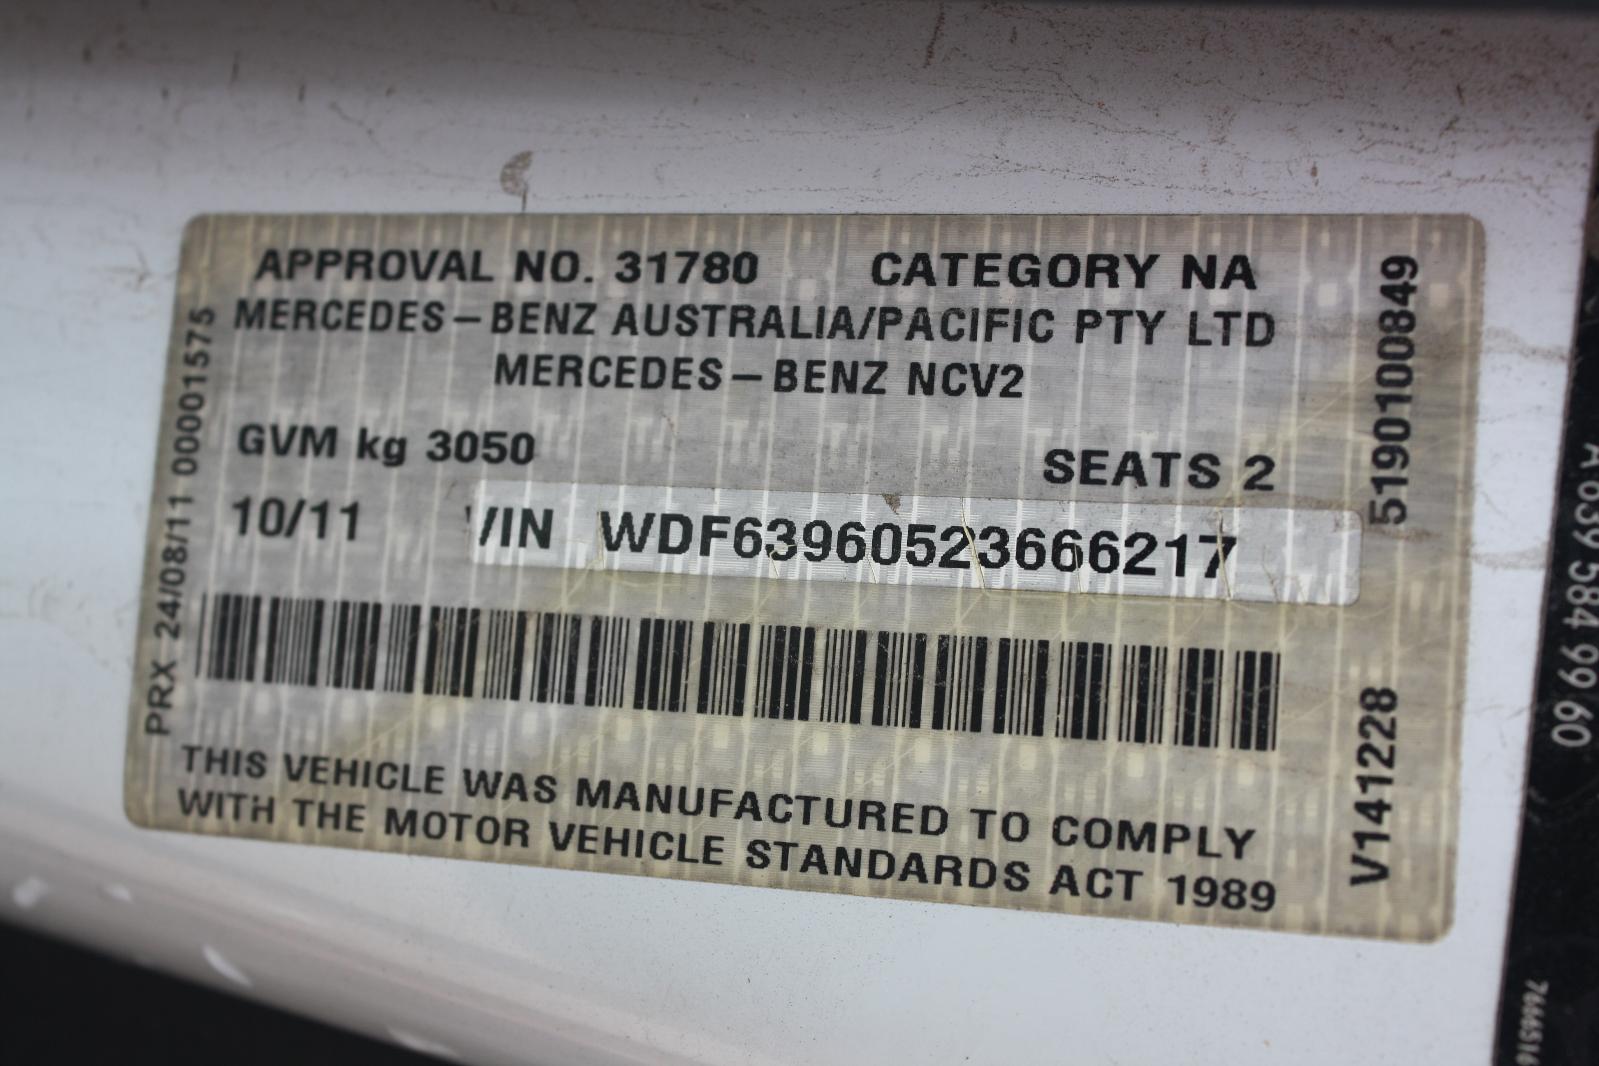 APPROVAL NO. 31780 CATEGORY NA
MERCEDES-BENZ AUSTRALIA/PACIFIC PTY LTD
MERCEDES-BENZ NCV2
GVM kg 3050 SEATS 2
10/11 VIN WDF63960523666217
THIS VEHICLE WAS MANUFACTURED TO COMPLY
WITH THE MOTOR VEHICLE STANDARDS ACT 1989
PRX 24/08/11 00001575
V141228 5190100849
A 639 584 99 60